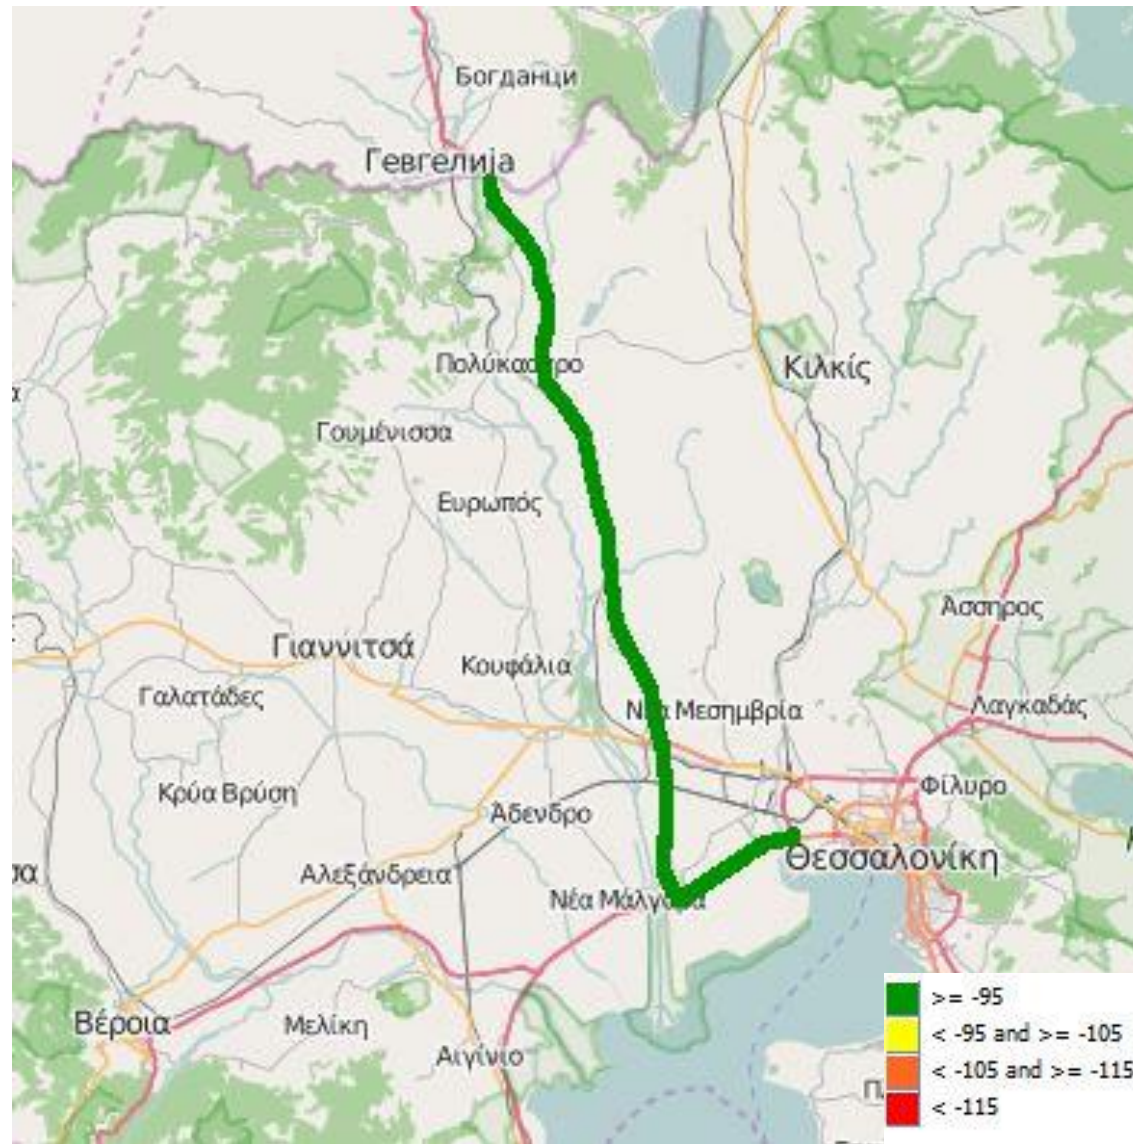 Богданци
Гевгелија
Πολύκαστρο
Κιλκίς
Γουμένισσα
Ευρωπός
Άσσηρος
Γιαννιτσά
Κουφάλια
Γαλατάδες
Νέα Μεσημβρία
Λαγκαδάς
Κρύα Βρύση
Άδενδρο
Φίλυρο
Θεσσαλονίκη
Αλεξάνδρεια
Νέα Μάλγαρα
Βέροια
Μελίκη
Αιγίνιο
>= -95
< -95 and >= -105
< -105 and >= -115
< -115